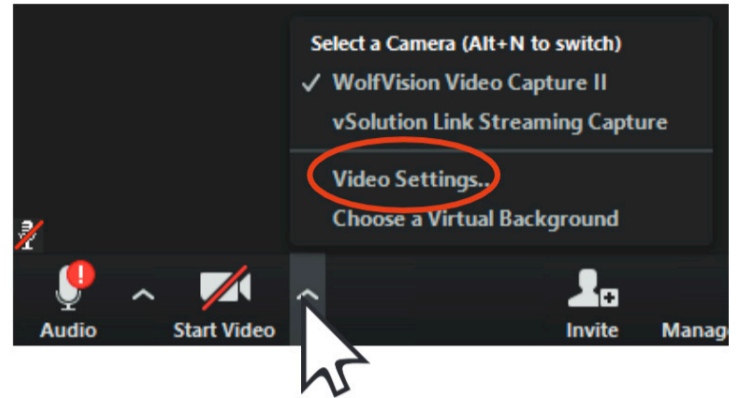 Select a Camera (Alt+N to switch)
✓ WolfVision Video Capture II
vSolution Link Streaming Capture
Video Settings..
Choose a Virtual Background
!
Audio
Start Video
Invite
Manag